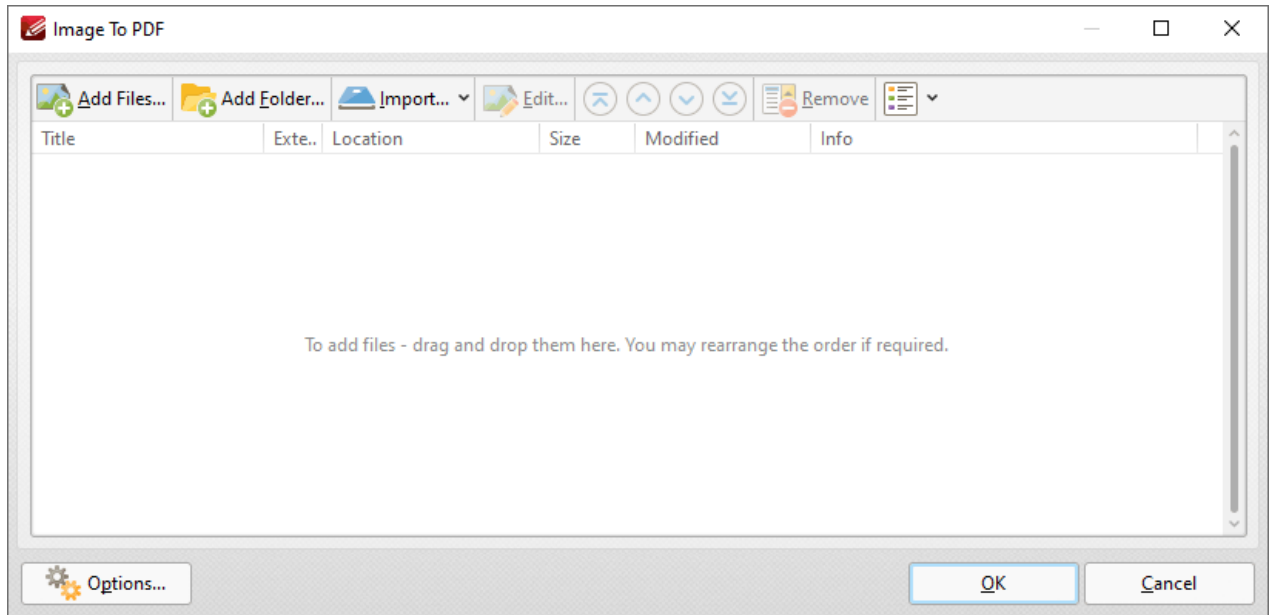 Image To PDF
Add Files... Add Folder... Import... Edit... Remove
Title Exte.. Location Size Modified Info
To add files - drag and drop them here. You may rearrange the order if required.
Options... OK Cancel